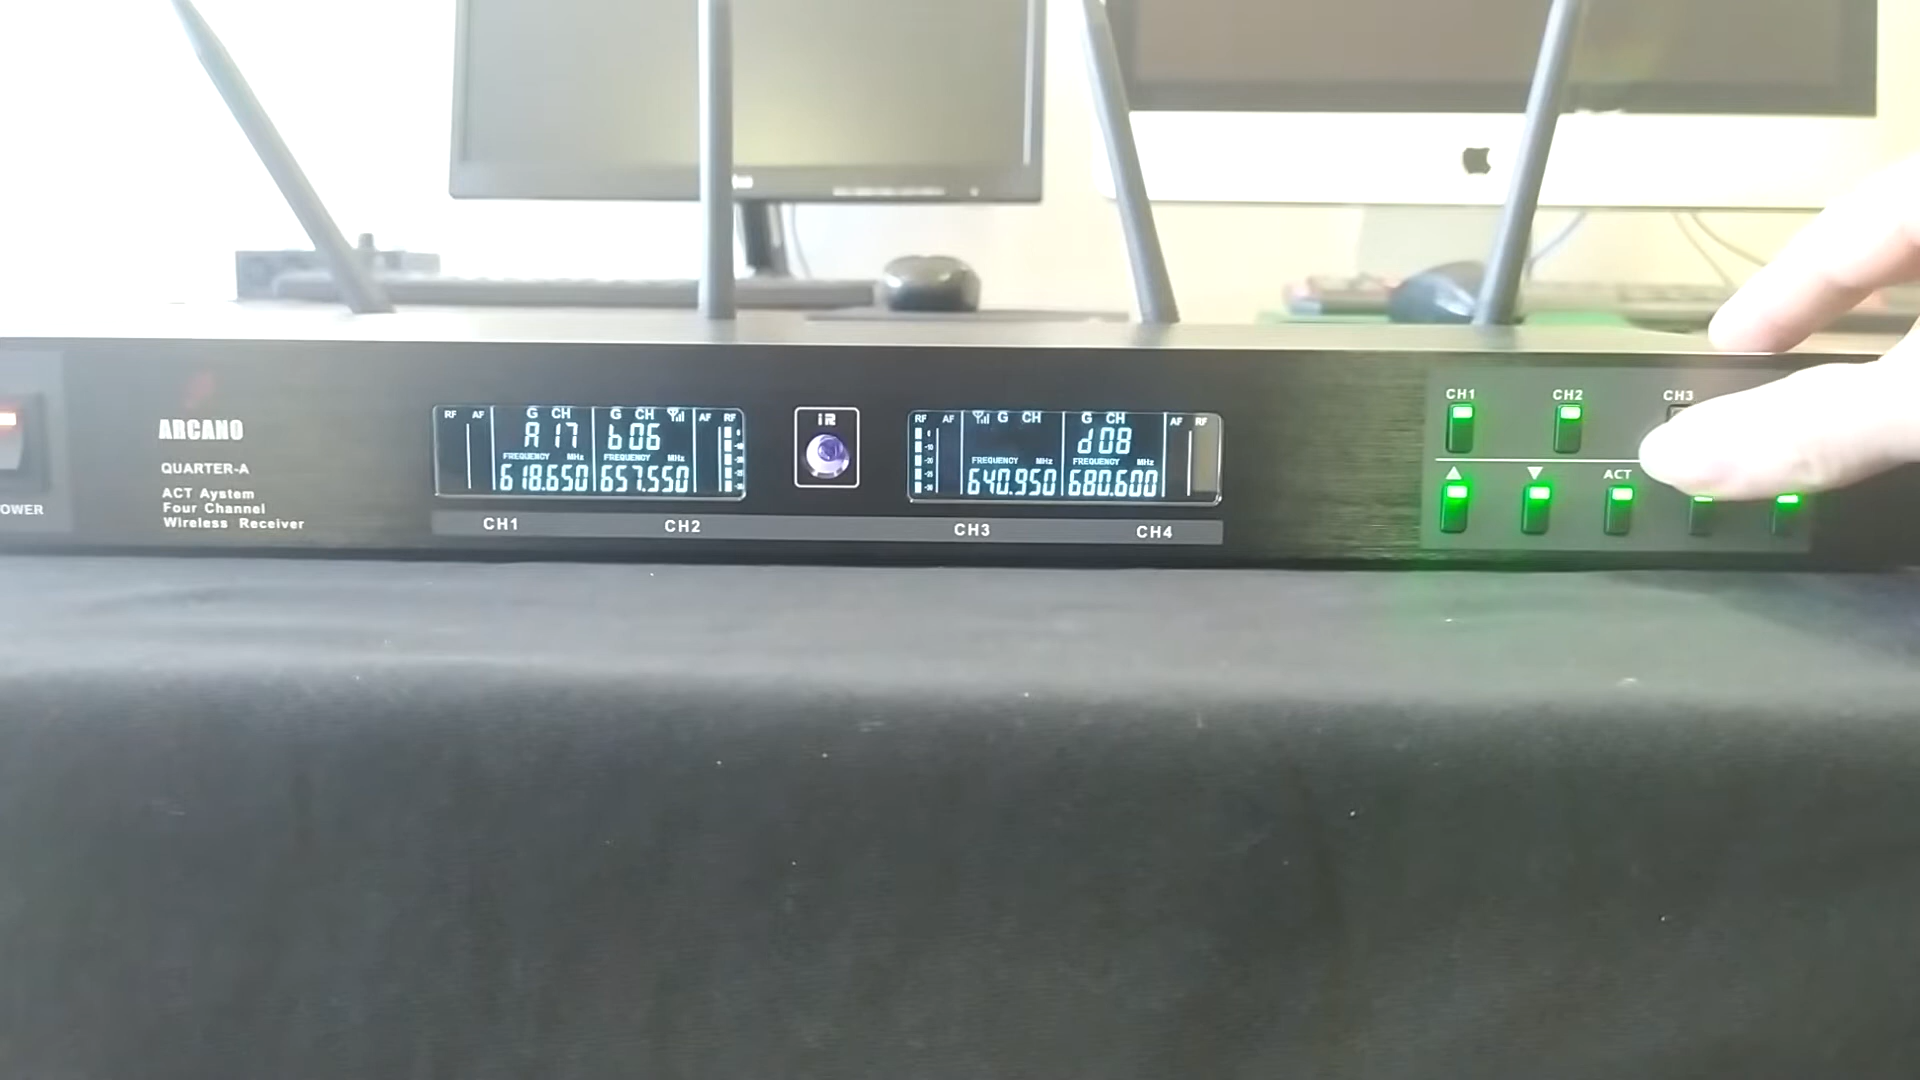 ARCANO
QUARTER-A
ACT Aystem
Four Channel
Wireless Receiver
OWER
RF AF G CH G CH AF RF
A 17 b06
FREQUENCY MHz FREQUENCY MHz
618.650 657.550
CH1 CH2
iR
RF AF G CH G CH AF RF
d08
FREQUENCY MHz FREQUENCY MHz
640.950 680.600
CH3 CH4
CH1 CH2 CH3
ACT